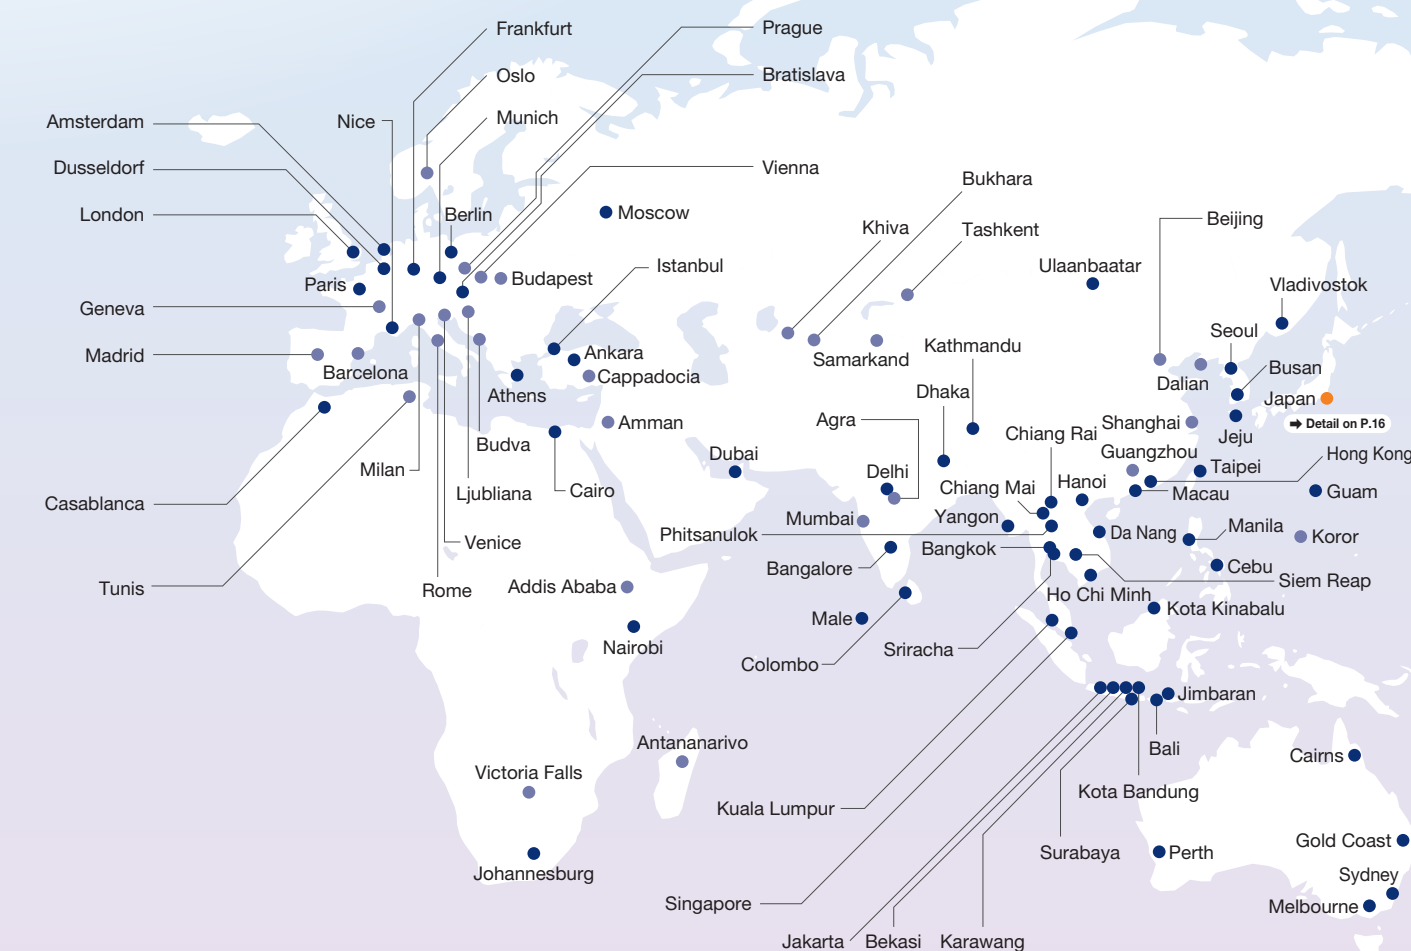 Frankfurt
Prague
Oslo
Bratislava
Amsterdam
Nice
Munich
Dusseldorf
Vienna
Bukhara
London
Berlin
Moscow
Khiva
Tashkent
Beijing
Paris
Budapest
Istanbul
Ulaanbaatar
Vladivostok
Geneva
Seoul
Madrid
Barcelona
Ankara
Cappadocia
Samarkand
Kathmandu
Dalian
Busan
Athens
Dhaka
Japan
➡ Detail on P.16
Amman
Agra
Chiang Rai
Shanghai
Jeju
Budva
Guangzhou
Milan
Dubai
Delhi
Taipei
Hong Kong
Ljubliana
Cairo
Chiang Mai
Hanoi
Macau
Guam
Casablanca
Mumbai
Yangon
Phitsanulok
Da Nang
Manila
Koror
Venice
Bangkok
Bangalore
Cebu
Siem Reap
Tunis
Rome
Addis Ababa
Ho Chi Minh
Kota Kinabalu
Male
Nairobi
Sriracha
Colombo
Jimbaran
Antananarivo
Bali
Cairns
Victoria Falls
Kota Bandung
Kuala Lumpur
Gold Coast
Surabaya
Perth
Johannesburg
Sydney
Singapore
Melbourne
Jakarta
Bekasi
Karawang